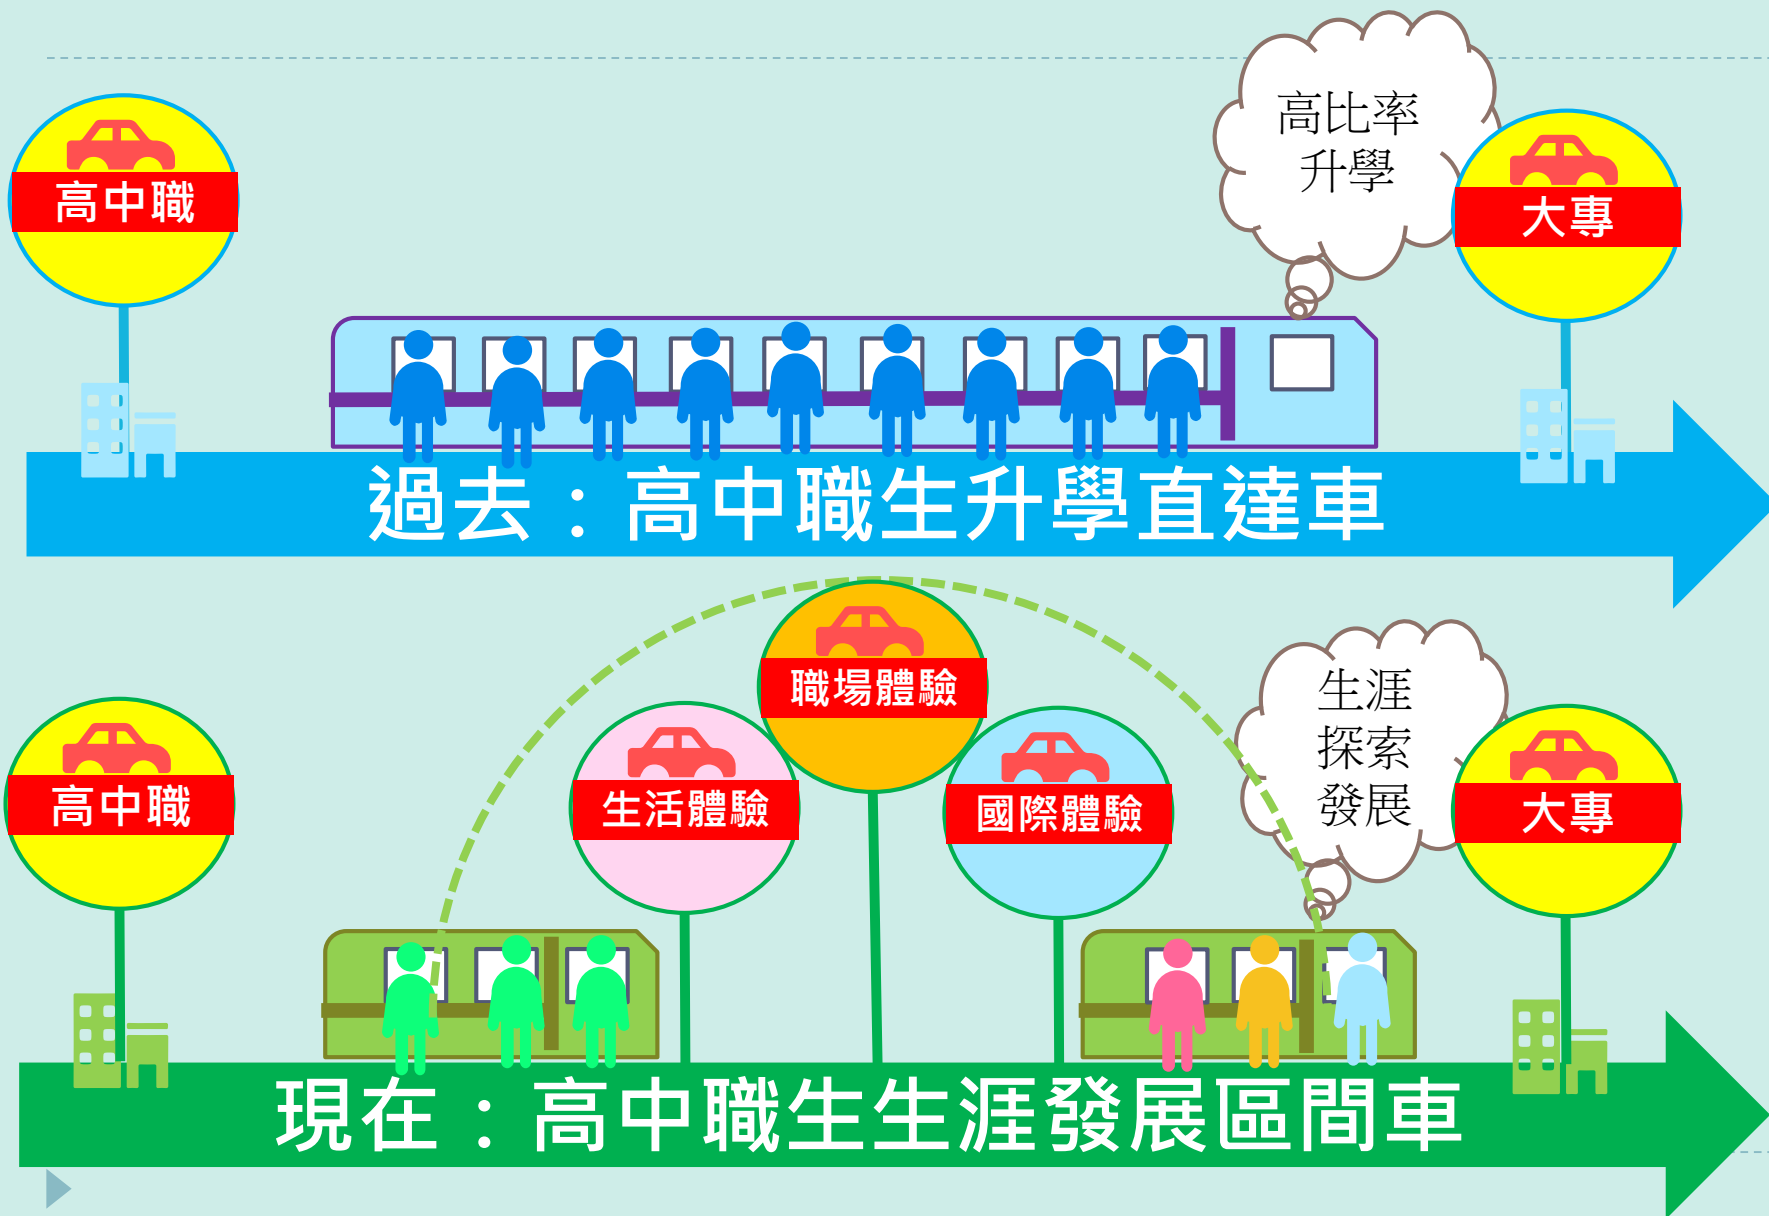 高比率
升學
高中職
大專
過去：高中職生升學直達車
職場體驗
生涯
探索
發展
高中職
生活體驗
國際體驗
大專
現在：高中職生生涯發展區間車